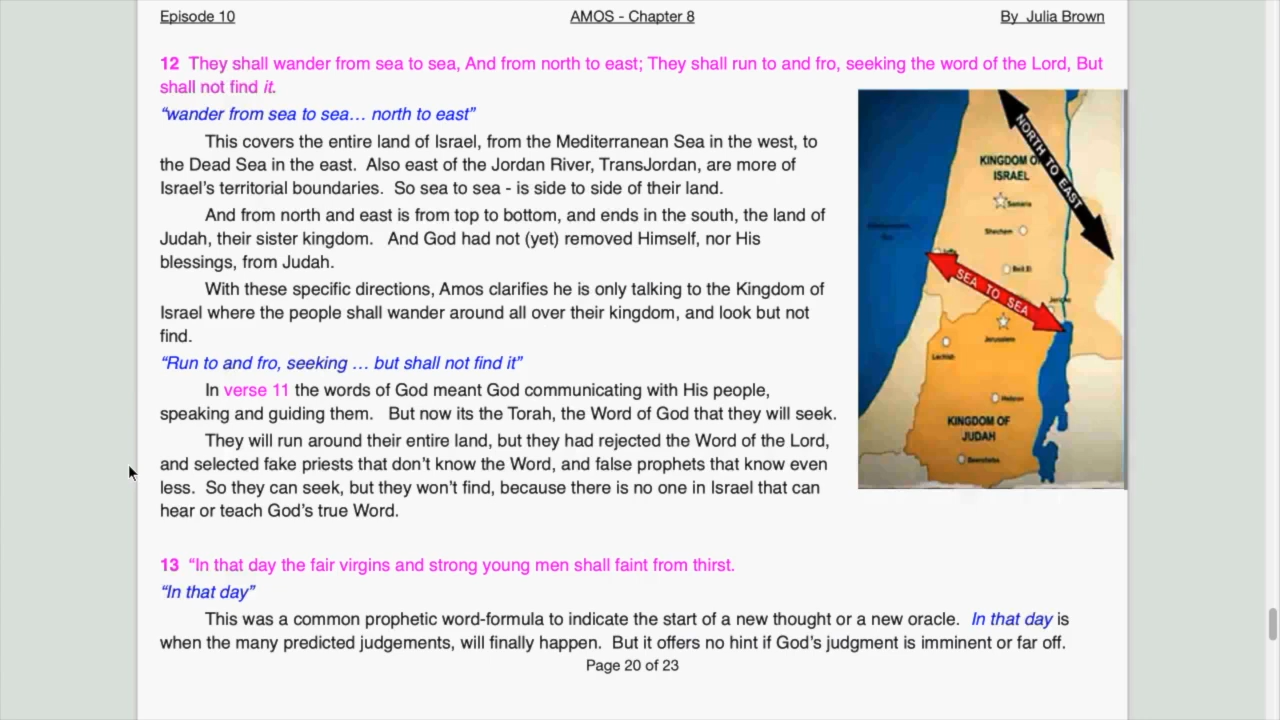 Episode 10 AMOS - Chapter 8 By Julia Brown
12 They shall wander from sea to sea, And from north to east; They shall run to and fro, seeking the word of the Lord, But
shall not find it.
“wander from sea to sea… north to east”
This covers the entire land of Israel, from the Mediterranean Sea in the west, to
the Dead Sea in the east. Also east of the Jordan River, TransJordan, are more of
Israel’s territorial boundaries. So sea to sea - is side to side of their land.
And from north and east is from top to bottom, and ends in the south, the land of
Judah, their sister kingdom. And God had not (yet) removed Himself, nor His
blessings, from Judah.
With these specific directions, Amos clarifies he is only talking to the Kingdom of
Israel where the people shall wander around all over their kingdom, and look but not
find.
“Run to and fro, seeking … but shall not find it”
In verse 11 the words of God meant God communicating with His people,
speaking and guiding them. But now its the Torah, the Word of God that they will seek.
They will run around their entire land, but they had rejected the Word of the Lord,
and selected fake priests that don’t know the Word, and false prophets that know even
less. So they can seek, but they won’t find, because there is no one in Israel that can
hear or teach God’s true Word.
NORTH TO EAST
KINGDOM OF
ISRAEL
Samaria
Shechem
SEA TO SEA
Jericho
Jerusalem
Lachish
Hebron
KINGDOM OF
JUDAH
Beersheba
13 “In that day the fair virgins and strong young men shall faint from thirst.
“In that day”
This was a common prophetic word-formula to indicate the start of a new thought or a new oracle. In that day is
when the many predicted judgements, will finally happen. But it offers no hint if God’s judgment is imminent or far off.
Page 20 of 23